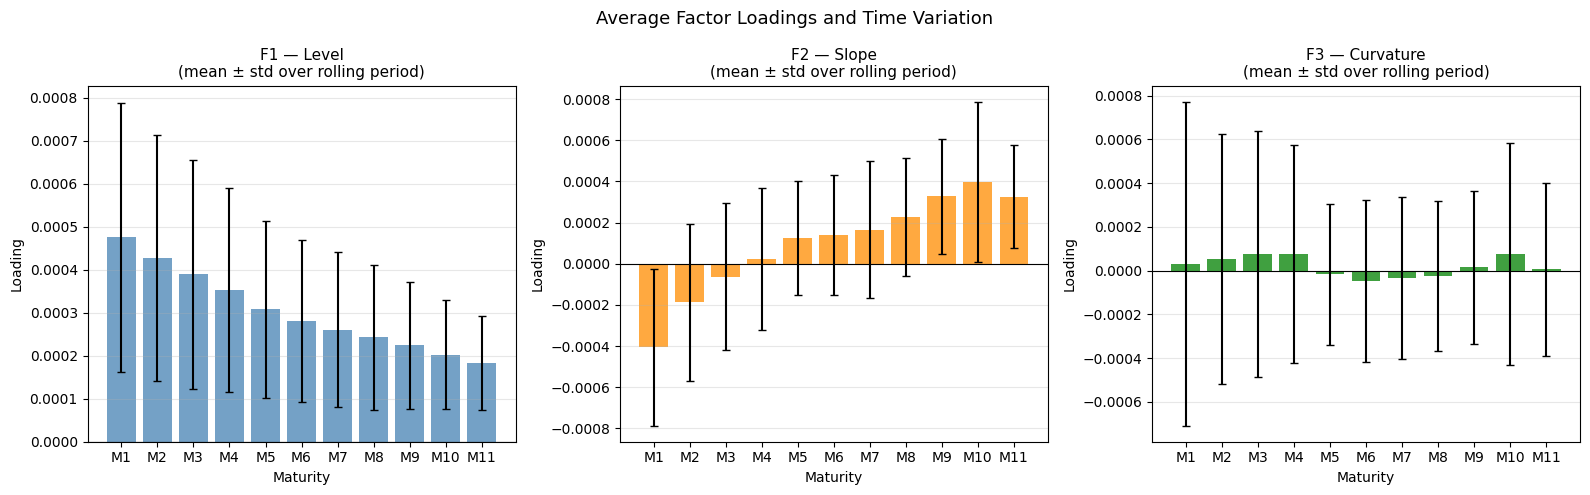 Average Factor Loadings and Time Variation
F1 — Level
(mean ± std over rolling period)
0.0008
0.0007
0.0006
0.0005
0.0004
0.0003
0.0002
0.0001
0.0000
Loading
M1 M2 M3 M4 M5 M6 M7 M8 M9 M10 M11
Maturity
F2 — Slope
(mean ± std over rolling period)
0.0008
0.0006
0.0004
0.0002
0.0000
−0.0002
−0.0004
−0.0006
−0.0008
Loading
M1 M2 M3 M4 M5 M6 M7 M8 M9 M10 M11
Maturity
F3 — Curvature
(mean ± std over rolling period)
0.0008
0.0006
0.0004
0.0002
0.0000
−0.0002
−0.0004
−0.0006
Loading
M1 M2 M3 M4 M5 M6 M7 M8 M9 M10 M11
Maturity